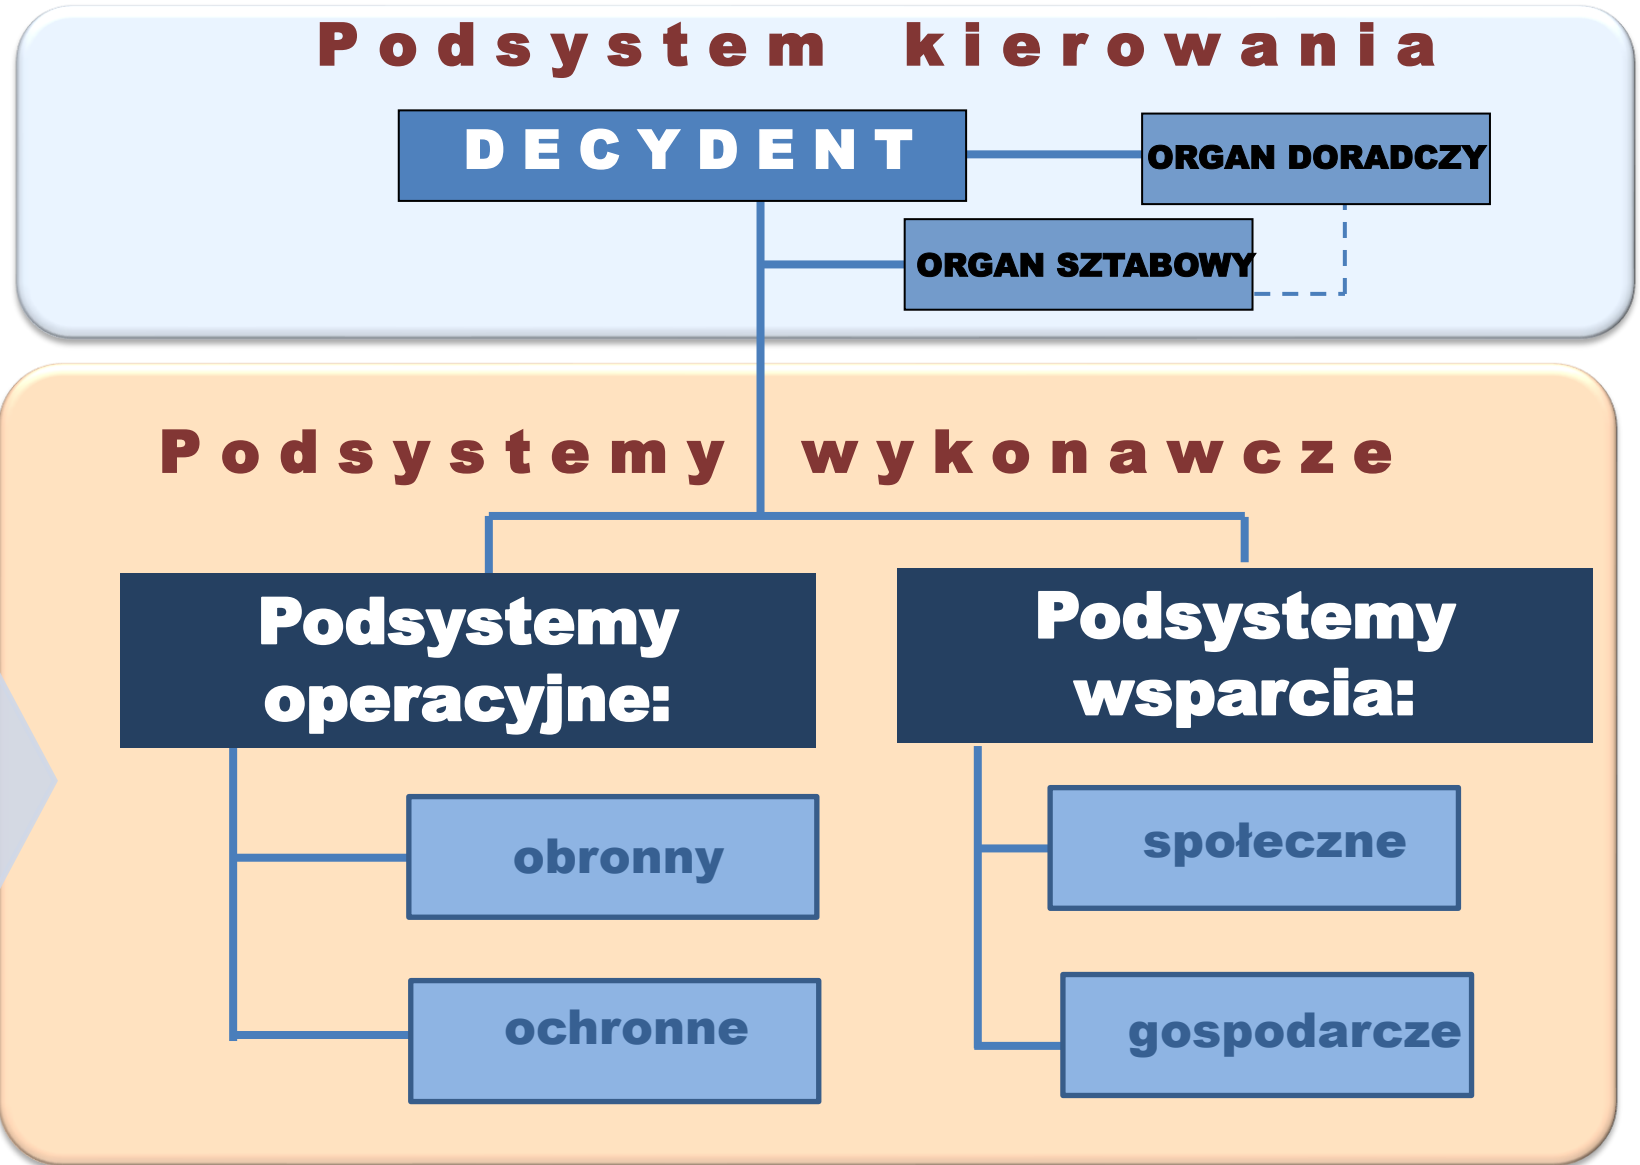 Podsystem kierowania
DECYDENT
ORGAN DORADCZY
ORGAN SZTABOWY
Podsystemy wykonawcze
Podsystemy
operacyjne:
Podsystemy
wsparcia:
obronny
społeczne
ochronne
gospodarcze